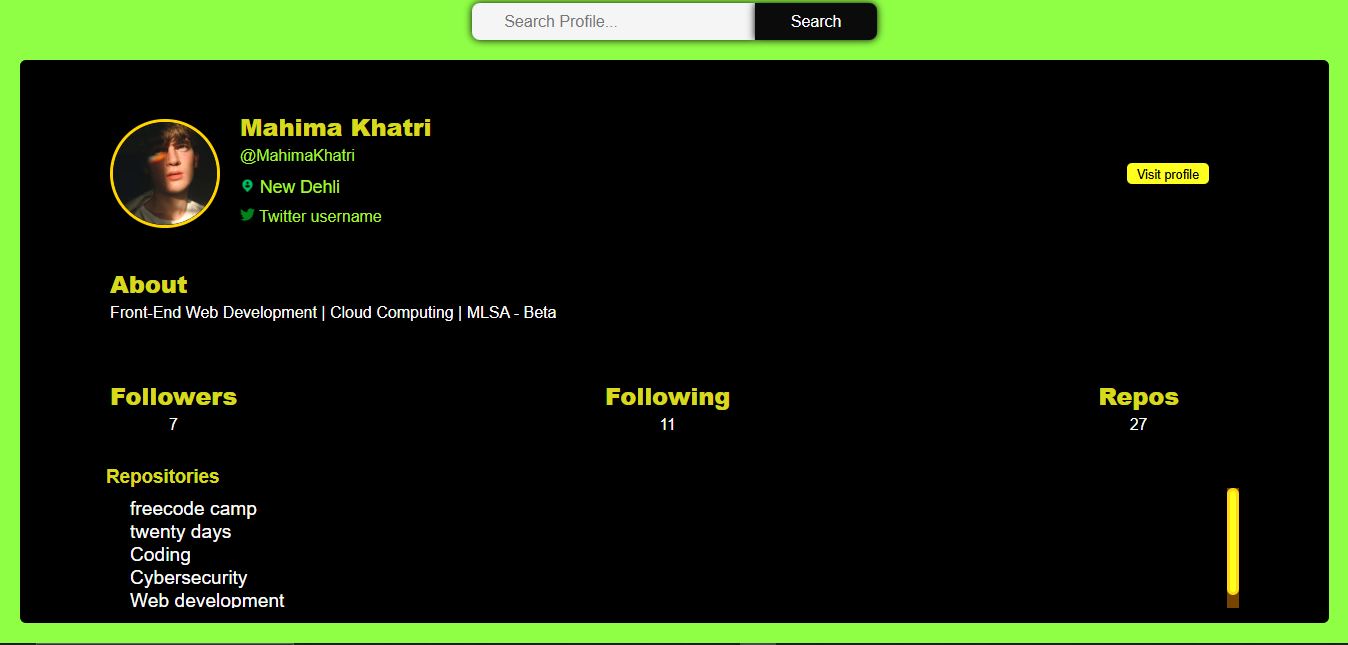 Search Profile...
Search
Mahima Khatri
@MahimaKhatri
New Dehli
Twitter username
Visit profile
About
Front-End Web Development | Cloud Computing | MLSA - Beta
Followers
Following
Repos
7
11
27
Repositories
freecode camp
twenty days
Coding
Cybersecurity
Web development